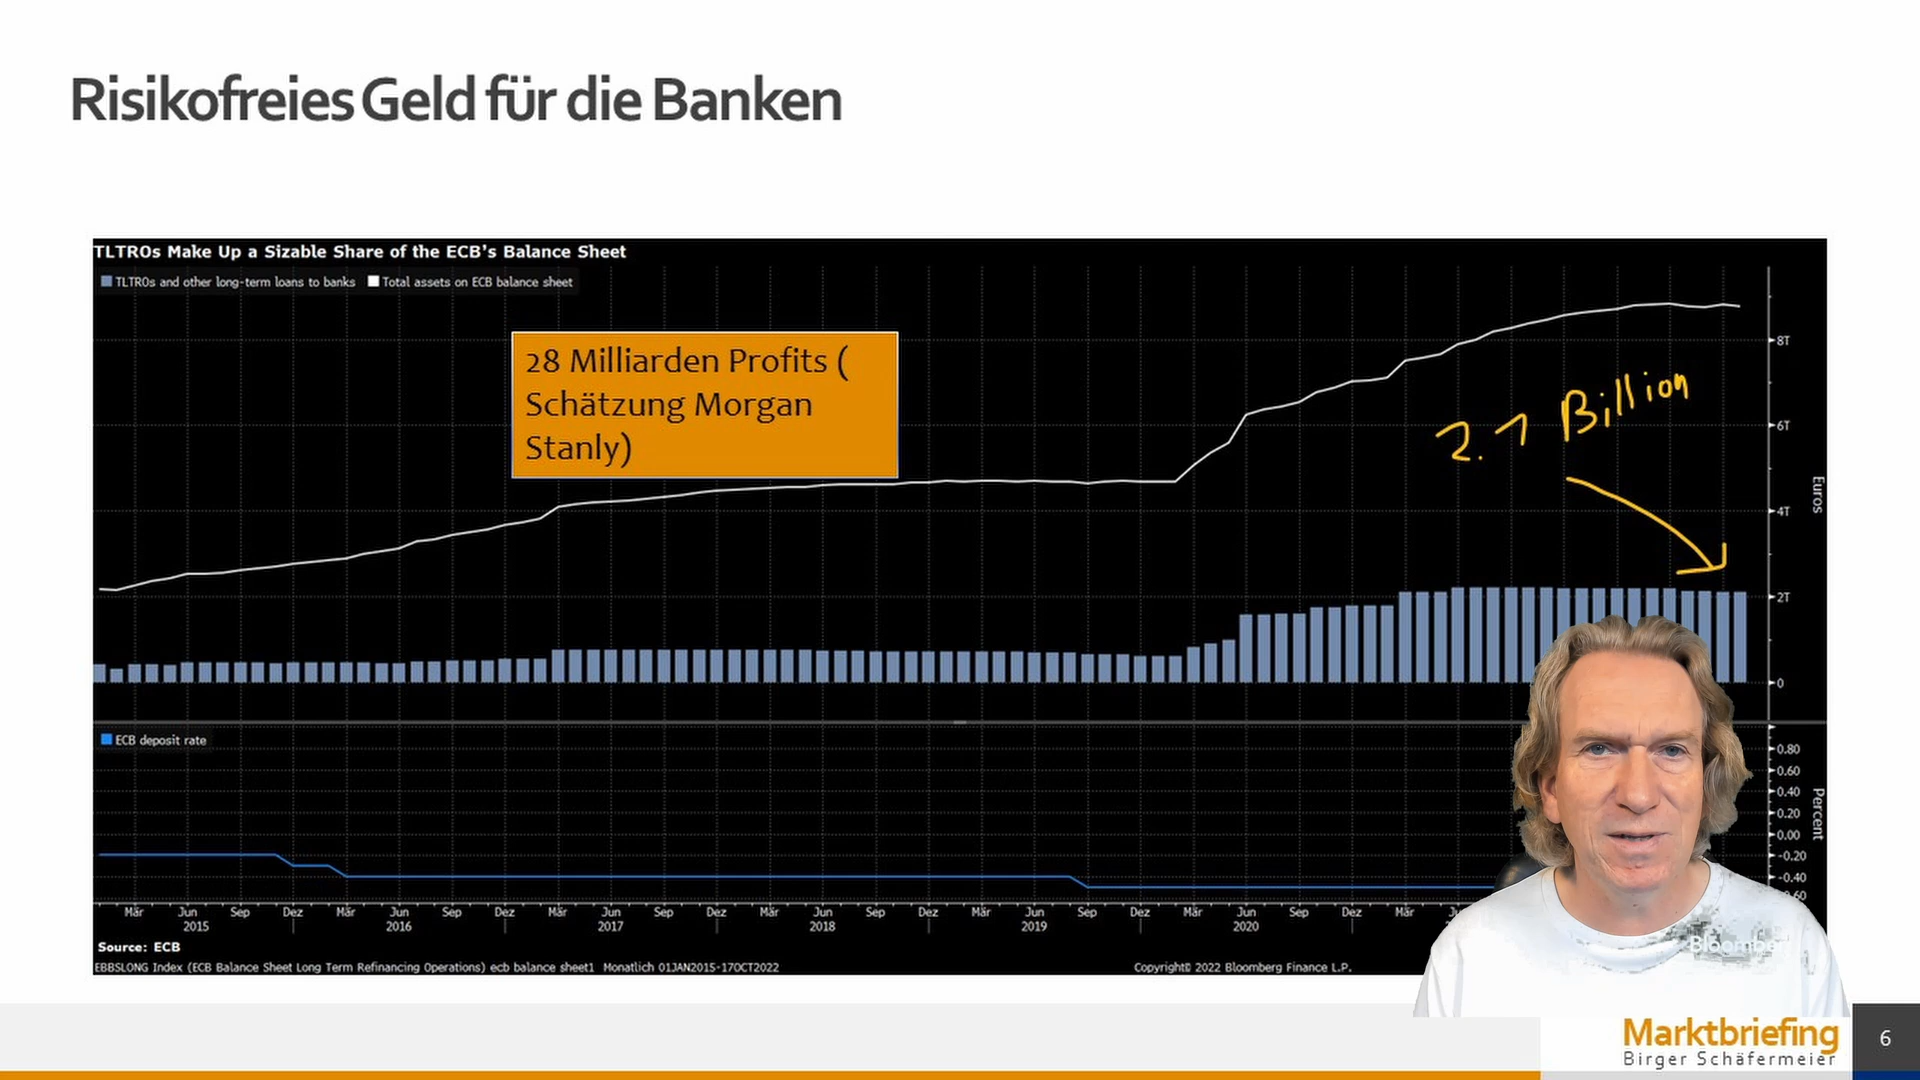 Risikofreies Geld für die Banken
TLTROs Make Up a Sizable Share of the ECB's Balance Sheet
TLTROs and other long-term loans to banks Total assets on ECB balance sheet
28 Milliarden Profits (
Schätzung Morgan
Stanly)
2.1 Billion
8T
6T
4T
2T
0
Euros
ECB deposit rate
0.80
0.60
0.40
0.20
0.00
-0.20
-0.40
Percent
Mär Jun Sep Dez Mär Jun Sep Dez Mär Jun Sep Dez Mär Jun Sep Dez Mär Jun Sep Dez Mär Jun Sep Dez Mär
2015 2016 2017 2018 2019 2020
Source: ECB
EBBSLONG Index (ECB Balance Sheet Long Term Refinancing Operations) ecb balance sheet1 Monatlich 01JAN2015-17OCT2022
Copyright© 2022 Bloomberg Finance L.P.
Marktbriefing
Birger Schäfermeier
6